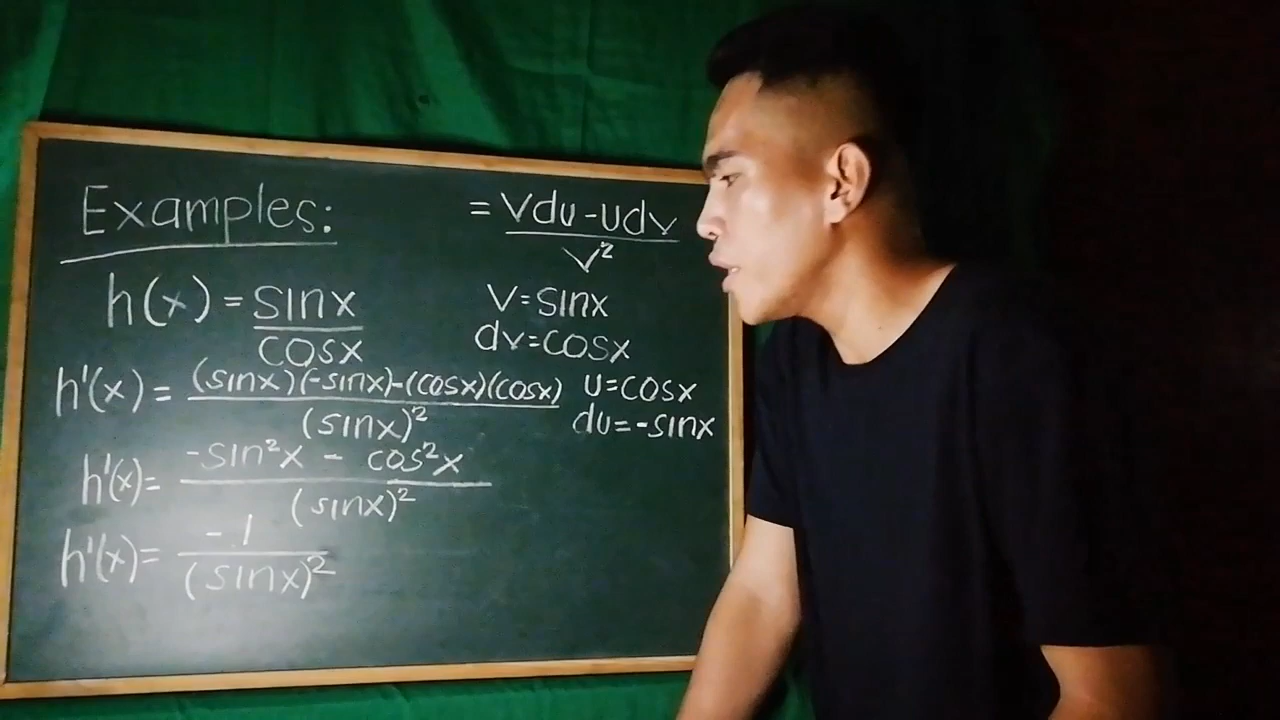 Examples:
= vdu - udv
v²
h(x) = sinx
cosx
v = sinx
dv = cosx
h'(x) = (sinx)(-sinx)-(cosx)(cosx)
(sinx)²
u = cosx
du = -sinx
h'(x) = -sin²x - cos²x
(sinx)²
h'(x) = -1
(sinx)²